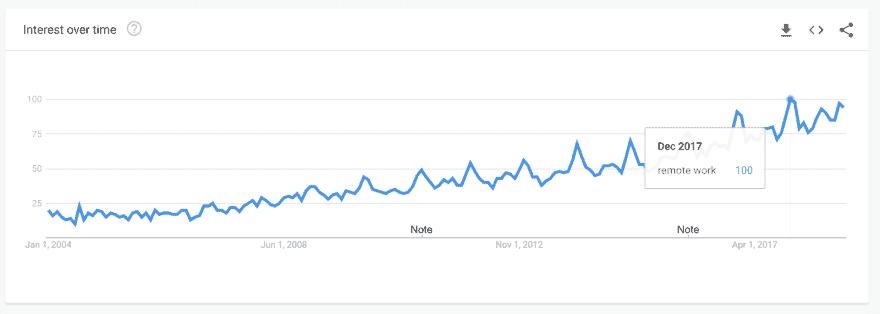 Interest over time ?
100
75
Dec 2017
50
remote work 100
25
Note Note
Jan 1, 2004 Jun 1, 2008 Nov 1, 2012 Apr 1, 2017